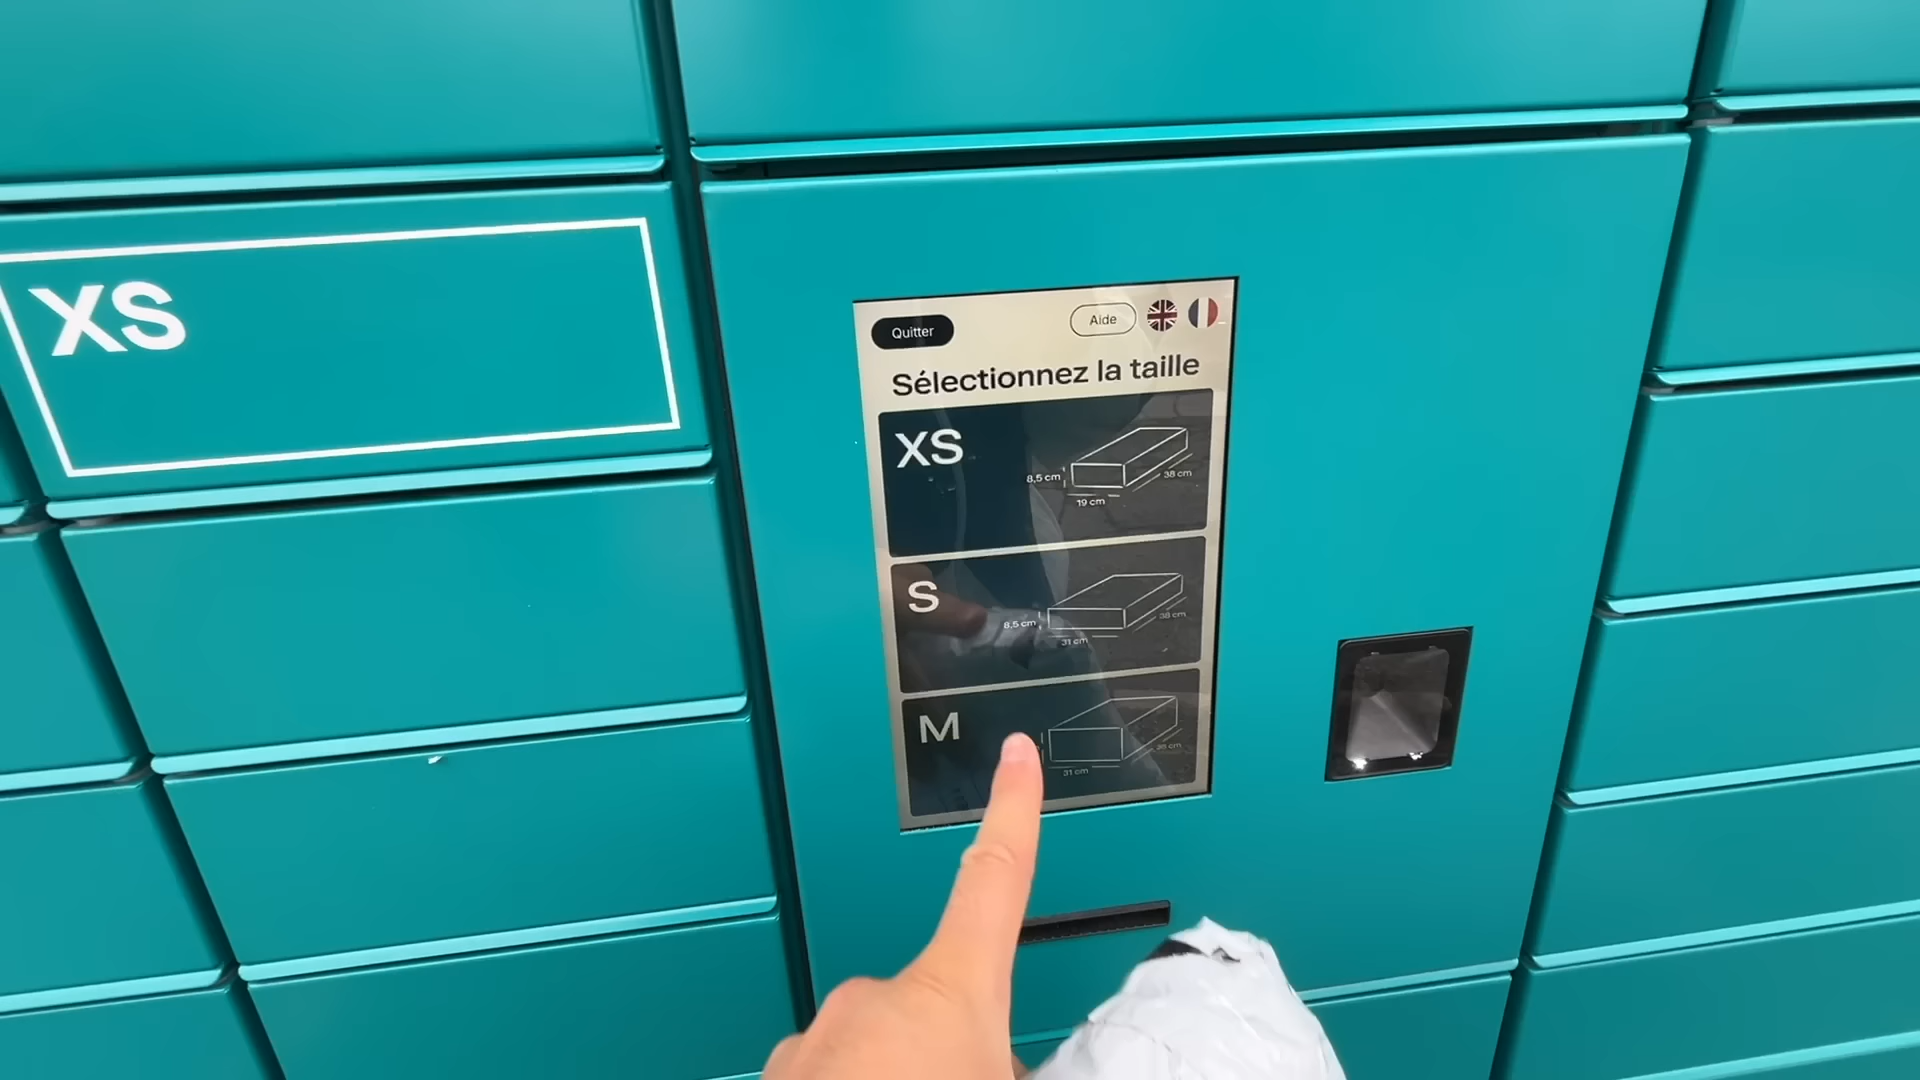 XS
Quitter
Aide
Sélectionnez la taille
XS
8,5 cm
38 cm
19 cm
S
8,5 cm
38 cm
31 cm
M
31 cm